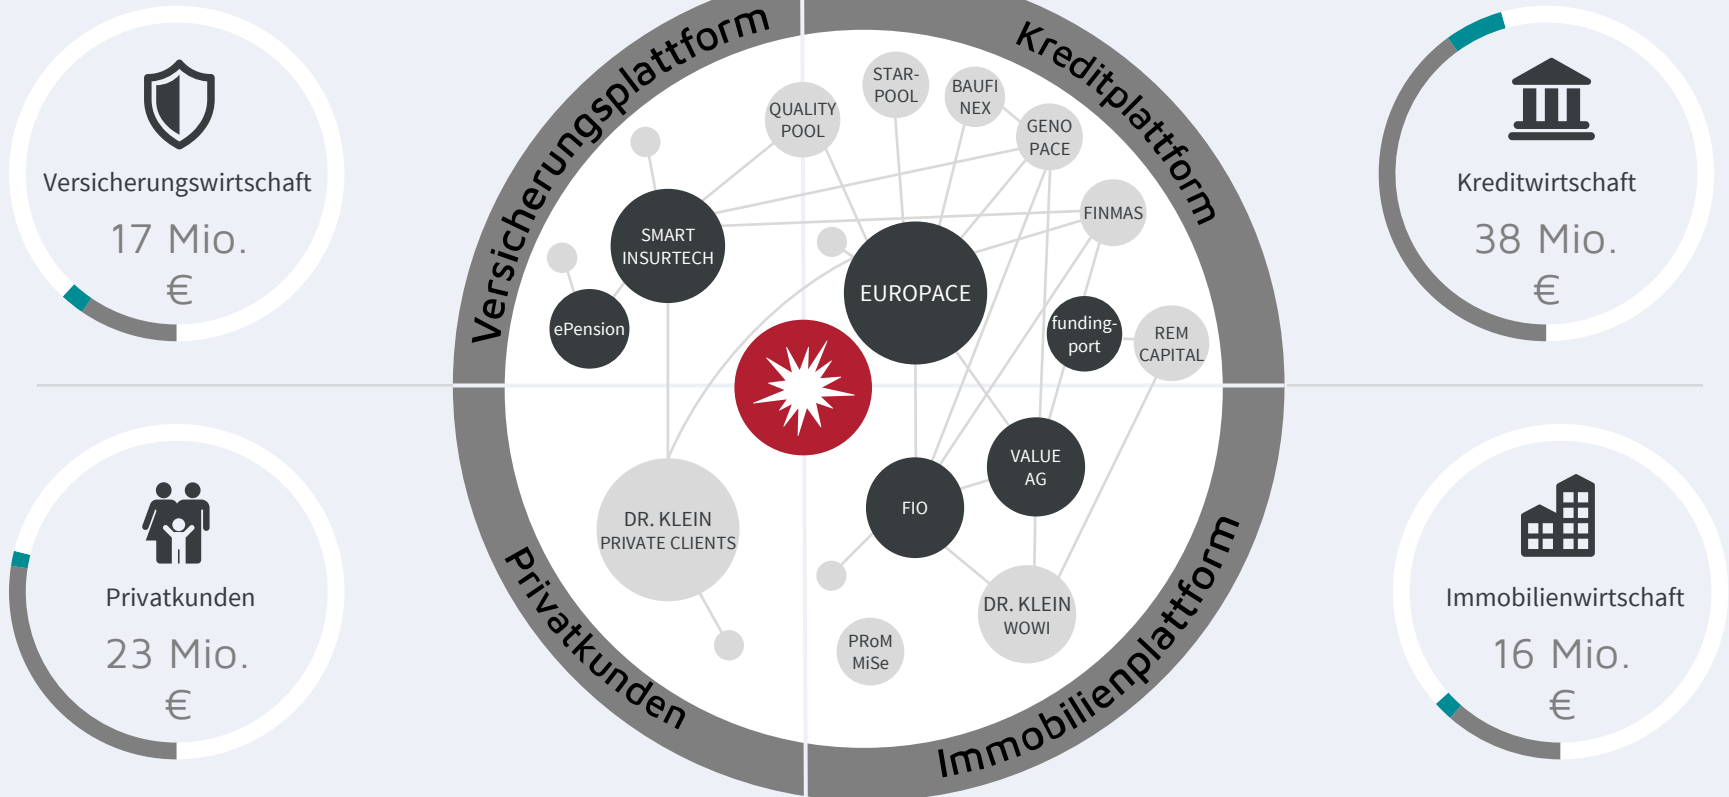 Versicherungsplattform
Kreditplattform
Versicherungswirtschaft
17 Mio.
€
Kreditwirtschaft
38 Mio.
€
STAR-
POOL
BAUFI
NEX
QUALITY
POOL
GENO
PACE
FINMAS
SMART
INSURTECH
EUROPACE
ePension
funding-
port
REM
CAPITAL
VALUE
AG
FIO
DR. KLEIN
PRIVATE CLIENTS
DR. KLEIN
WOWI
PRoM
MiSe
Privatkunden
23 Mio.
€
Immobilienwirtschaft
16 Mio.
€
Privatkunden
Immobilienplattform